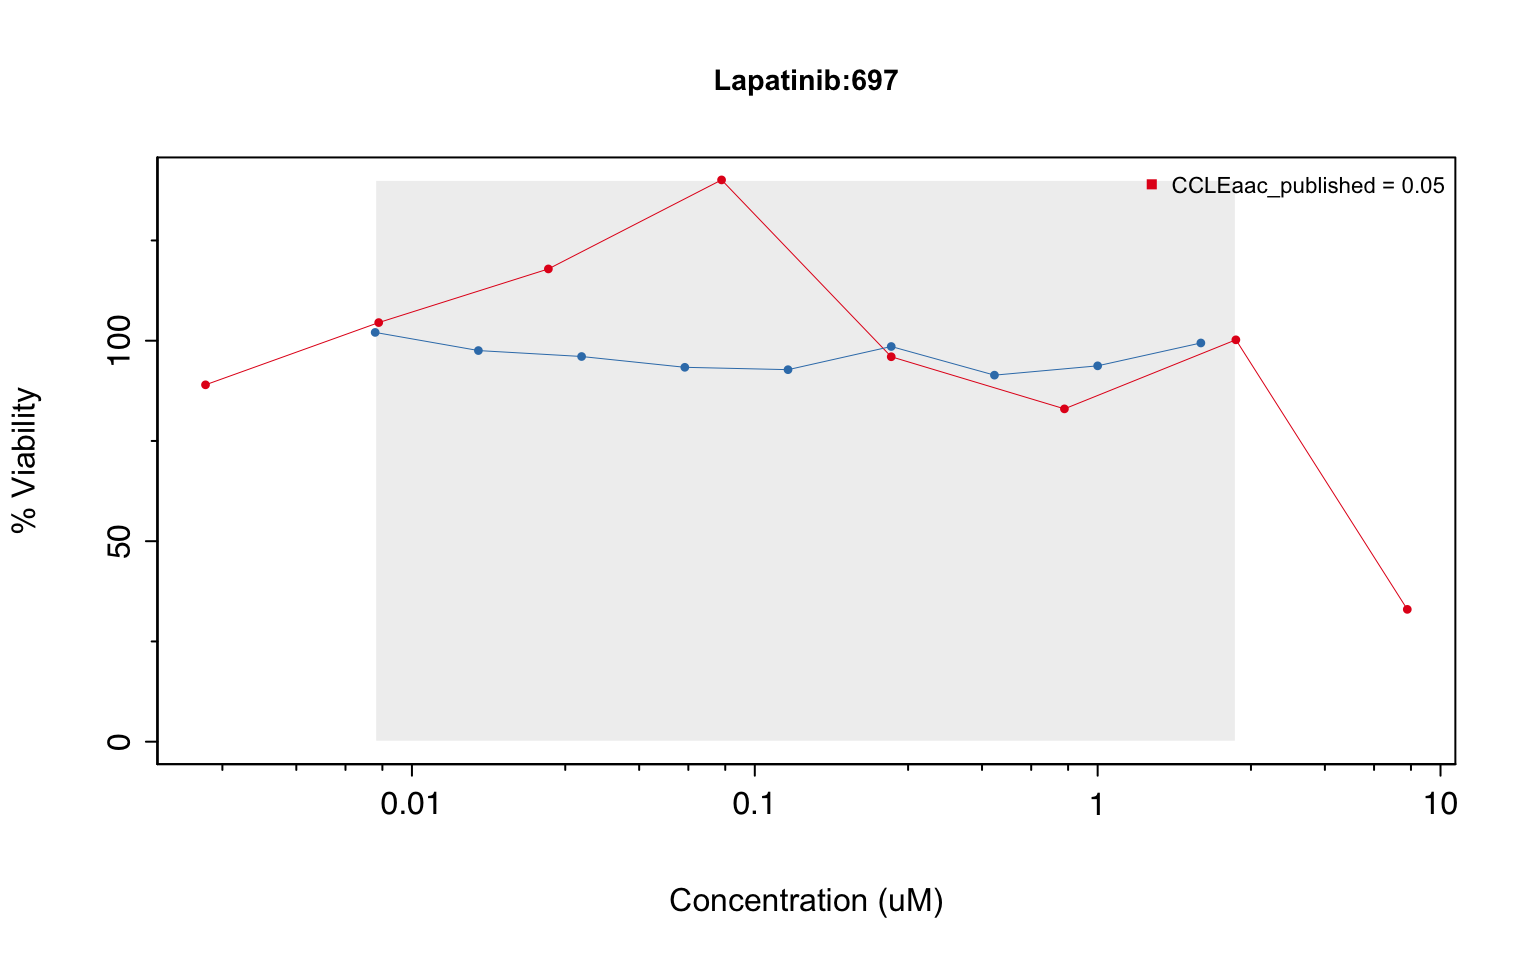 Lapatinib:697
CCLEaac_published = 0.05
% Viability
100
50
0
0.01 0.1 1 10
Concentration (uM)